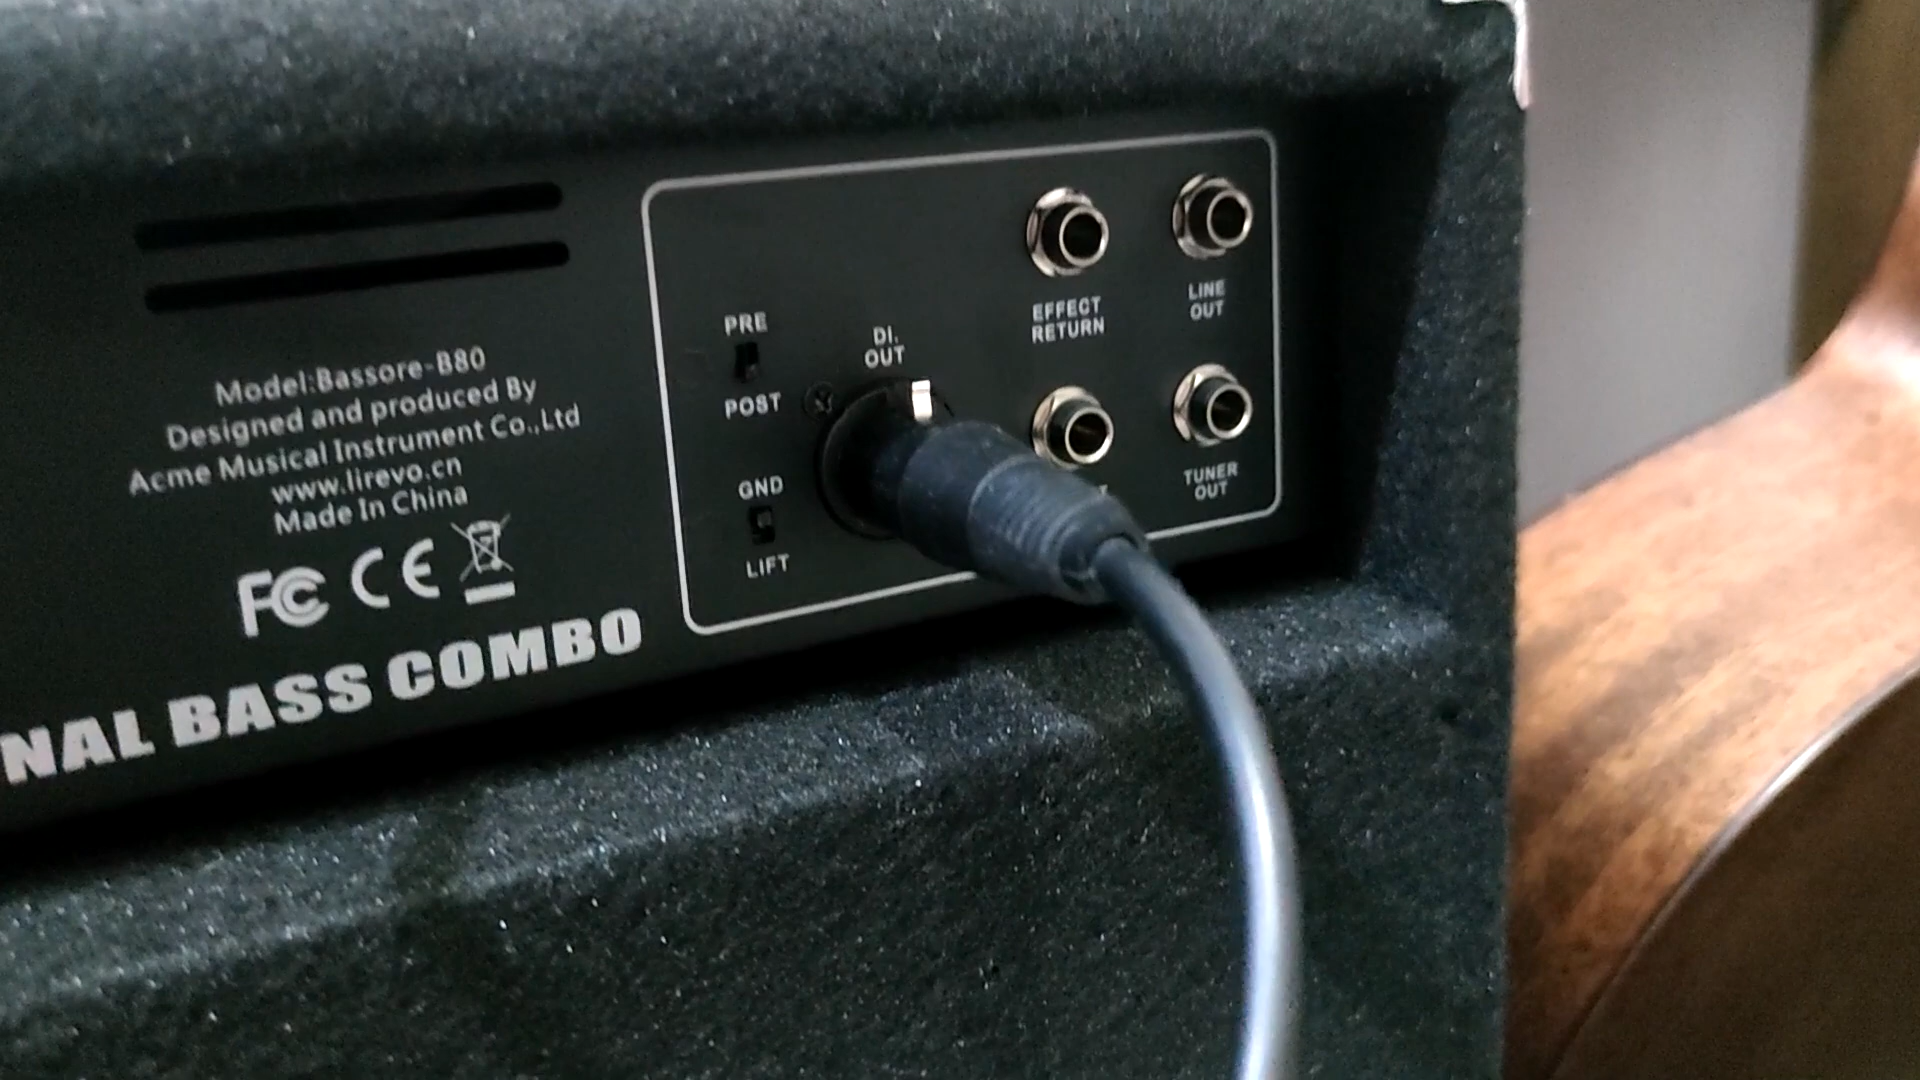 Model:Bassore-B80
Designed and produced By
Acme Musical Instrument Co.,Ltd
www.lirevo.cn
Made In China
FC CE
NAL BASS COMBO
PRE
POST
GND
LIFT
DI.
OUT
EFFECT
RETURN
LINE
OUT
TUNER
OUT